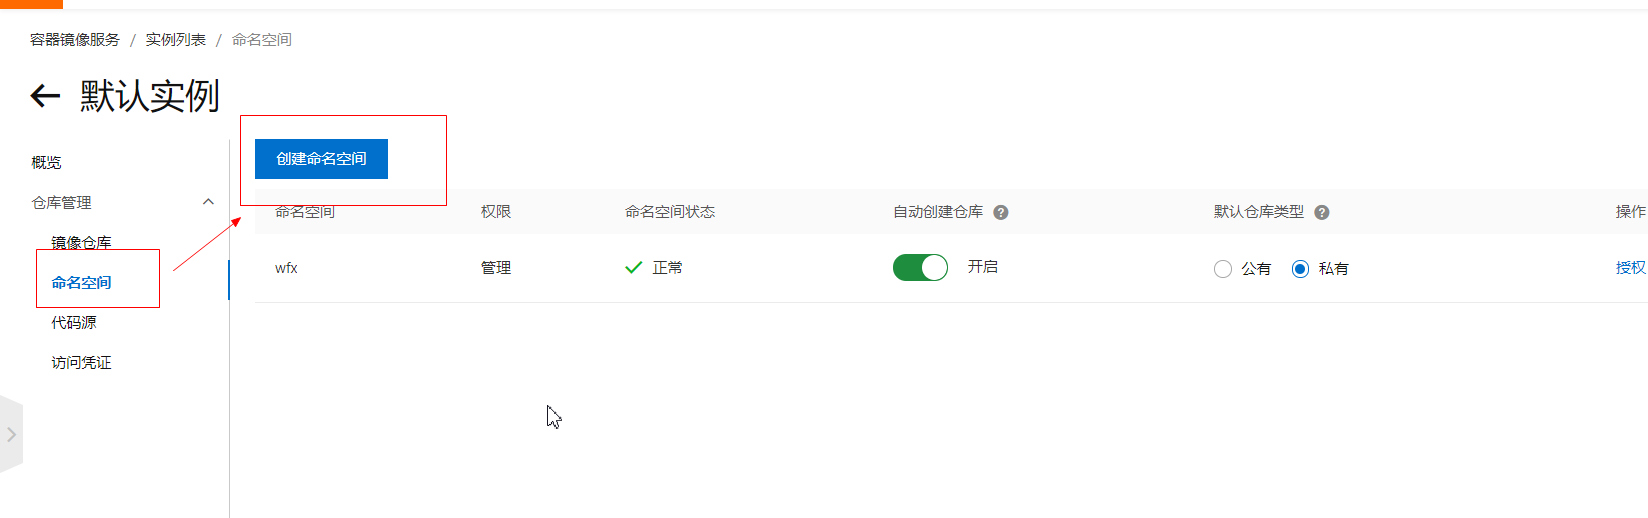 容器镜像服务 / 实例列表 / 命名空间
默认实例
概览
仓库管理
镜像仓库
命名空间
代码源
访问凭证
创建命名空间
命名空间 权限 命名空间状态 自动创建仓库 ? 默认仓库类型 ? 操作
wfx 管理 正常 开启 公有 私有 授权